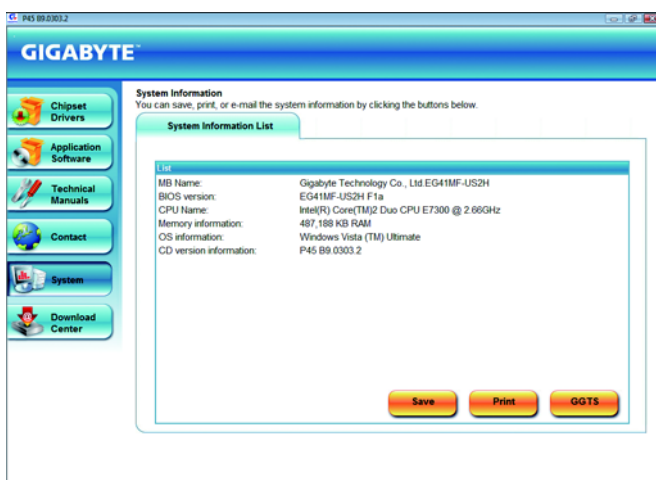 P45 B9.0303.2
GIGABYTE™
Chipset
Drivers
Application
Software
Technical
Manuals
Contact
System
Download
Center
System Information
You can save, print, or e-mail the system information by clicking the buttons below.
System Information List
List
MB Name: Gigabyte Technology Co., Ltd.EG41MF-US2H
BIOS version: EG41MF-US2H F1a
CPU Name: Intel(R) Core(TM)2 Duo CPU E7300 @ 2.66GHz
Memory information: 487,188 KB RAM
OS information: Windows Vista (TM) Ultimate
CD version information: P45 B9.0303.2
Save Print GGTS